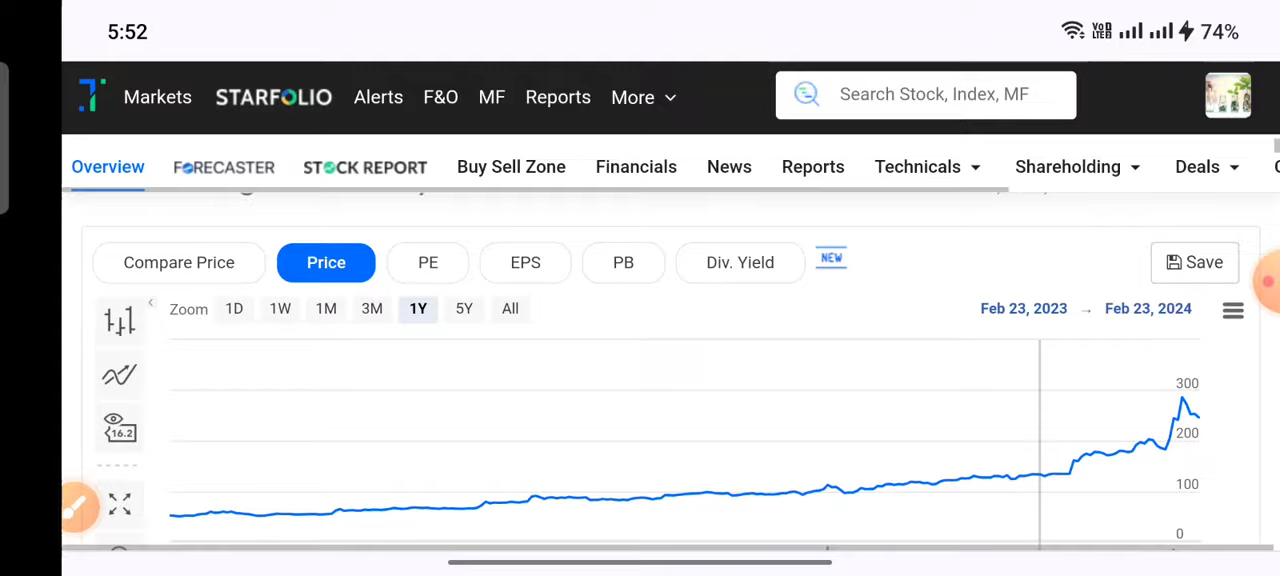 5:52 VoD LTE 74%
Markets STARFOLIO Alerts F&O MF Reports More Search Stock, Index, MF
Overview FORECASTER STOCK REPORT Buy Sell Zone Financials News Reports Technicals Shareholding Deals
Compare Price Price PE EPS PB Div. Yield NEW Save
Zoom 1D 1W 1M 3M 1Y 5Y All Feb 23, 2023 → Feb 23, 2024
300
16.2 200
100
0